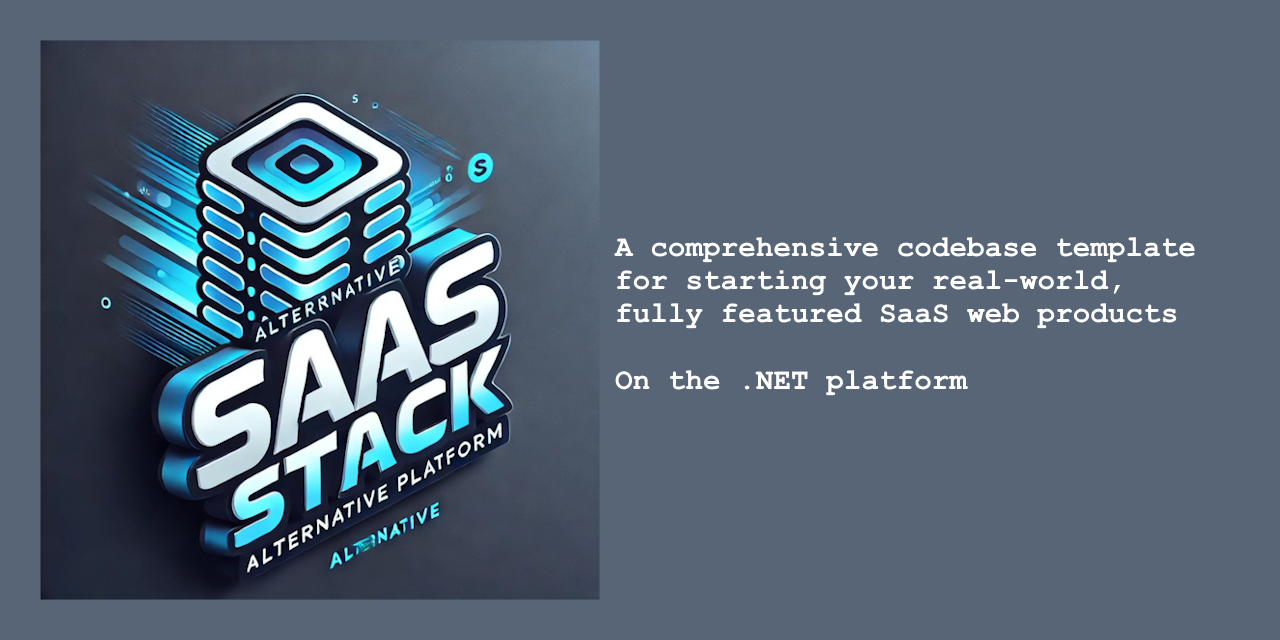 S
S
ALTERRNATIVE
SAAS
STACK
ALTERNATIVE PLATFORM
A comprehensive codebase template
for starting your real-world,
fully featured SaaS web products
On the .NET platform